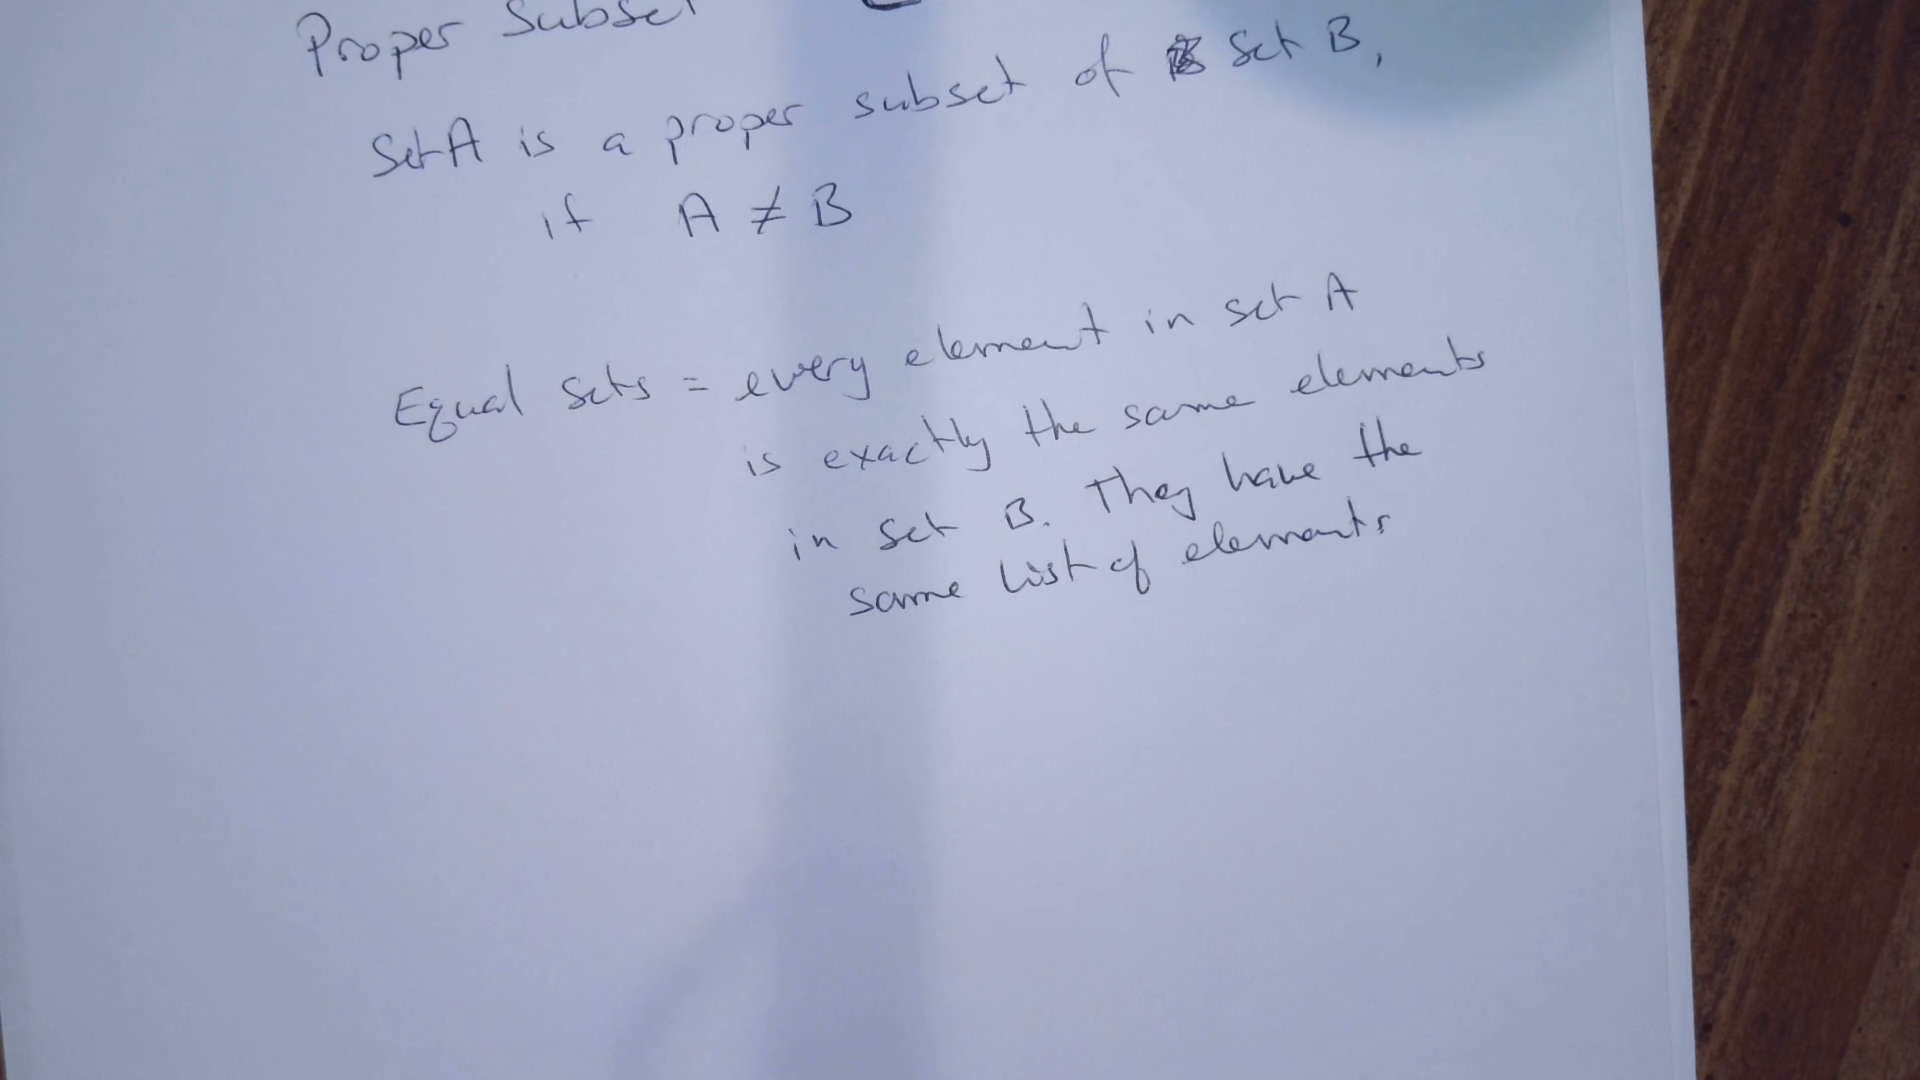 Proper Subset
Set A is a proper subset of Set B,
if A ≠ B
Equal sets = every element in set A
is exactly the same elements
in set B. They have the
same list of elements